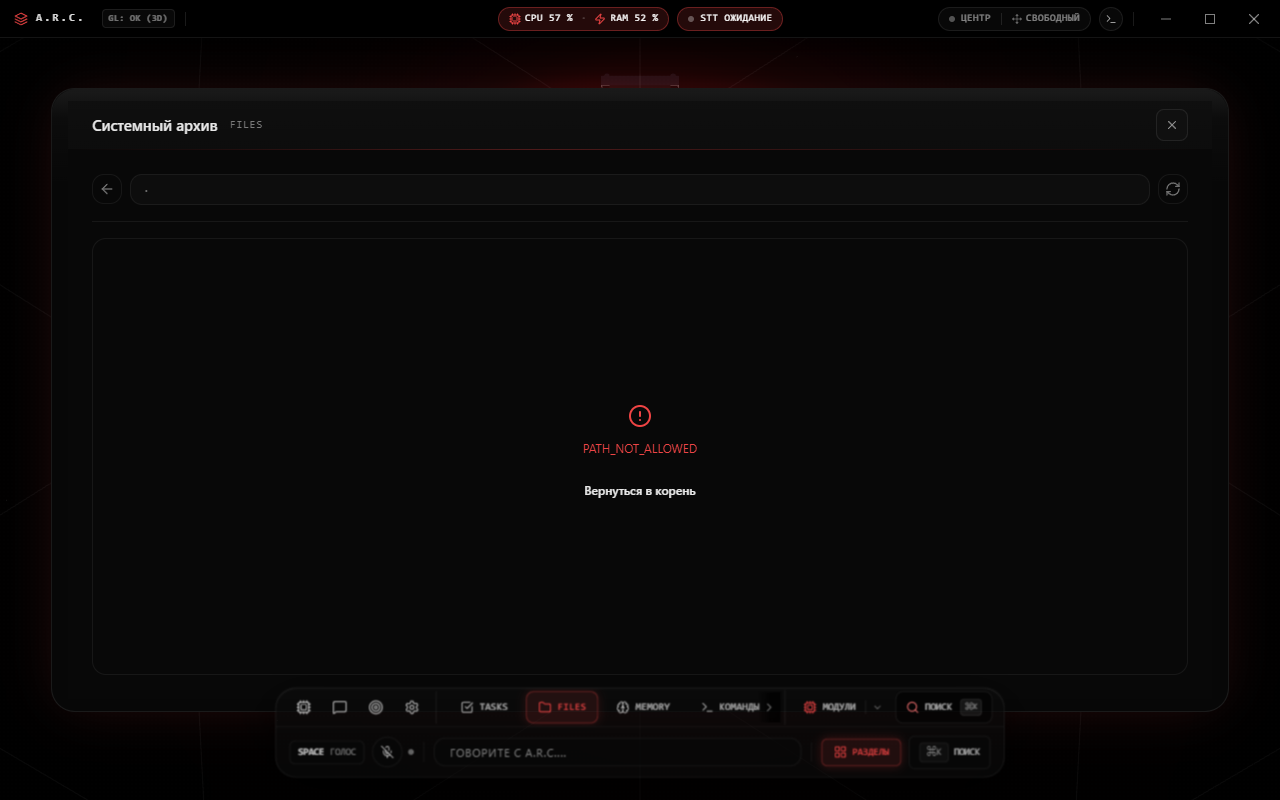 A.R.C.
GL: OK (3D)
CPU 57 % · RAM 52 %
STT ОЖИДАНИЕ
ЦЕНТР
СВОБОДНЫЙ
Системный архив FILES
.
PATH_NOT_ALLOWED
Вернуться в корень
TASKS
FILES
MEMORY
КОМАНДЫ
МОДУЛИ
ПОИСК ⌘K
SPACE ГОЛОС
ГОВОРИТЕ С A.R.C....
РАЗДЕЛЫ
⌘K ПОИСК